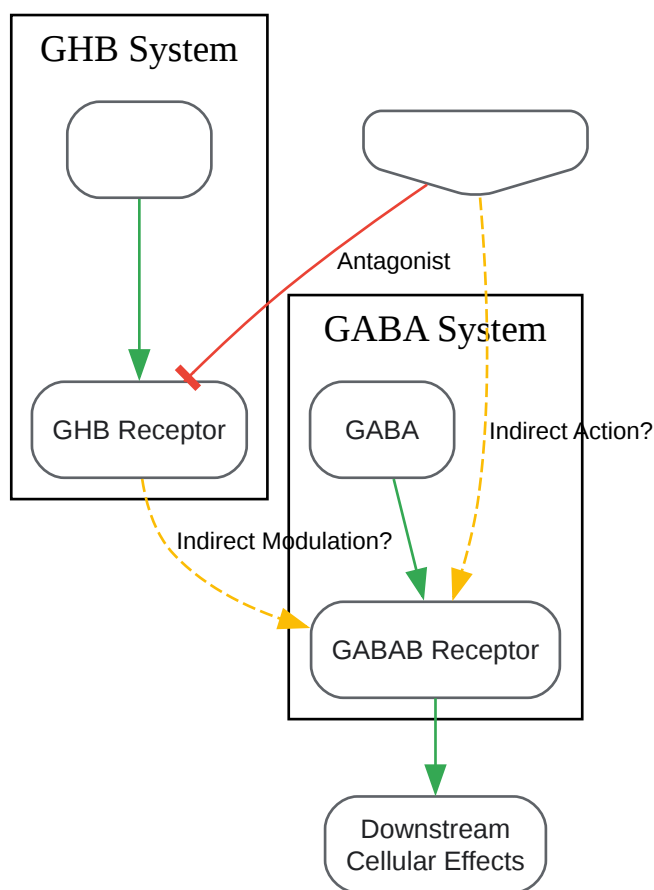 GHB System
Antagonist
GABA System
GHB Receptor
GABA
Indirect Action?
Indirect Modulation?
GABAB Receptor
Downstream
Cellular Effects